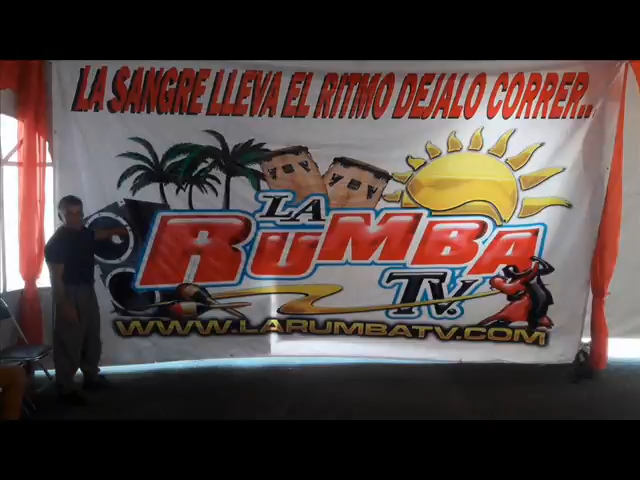 LA SANGRE LLEVA EL RITMO DEJALO CORRER..
LA
RUMBA
TV.
WWW.LARUMBATV.COM